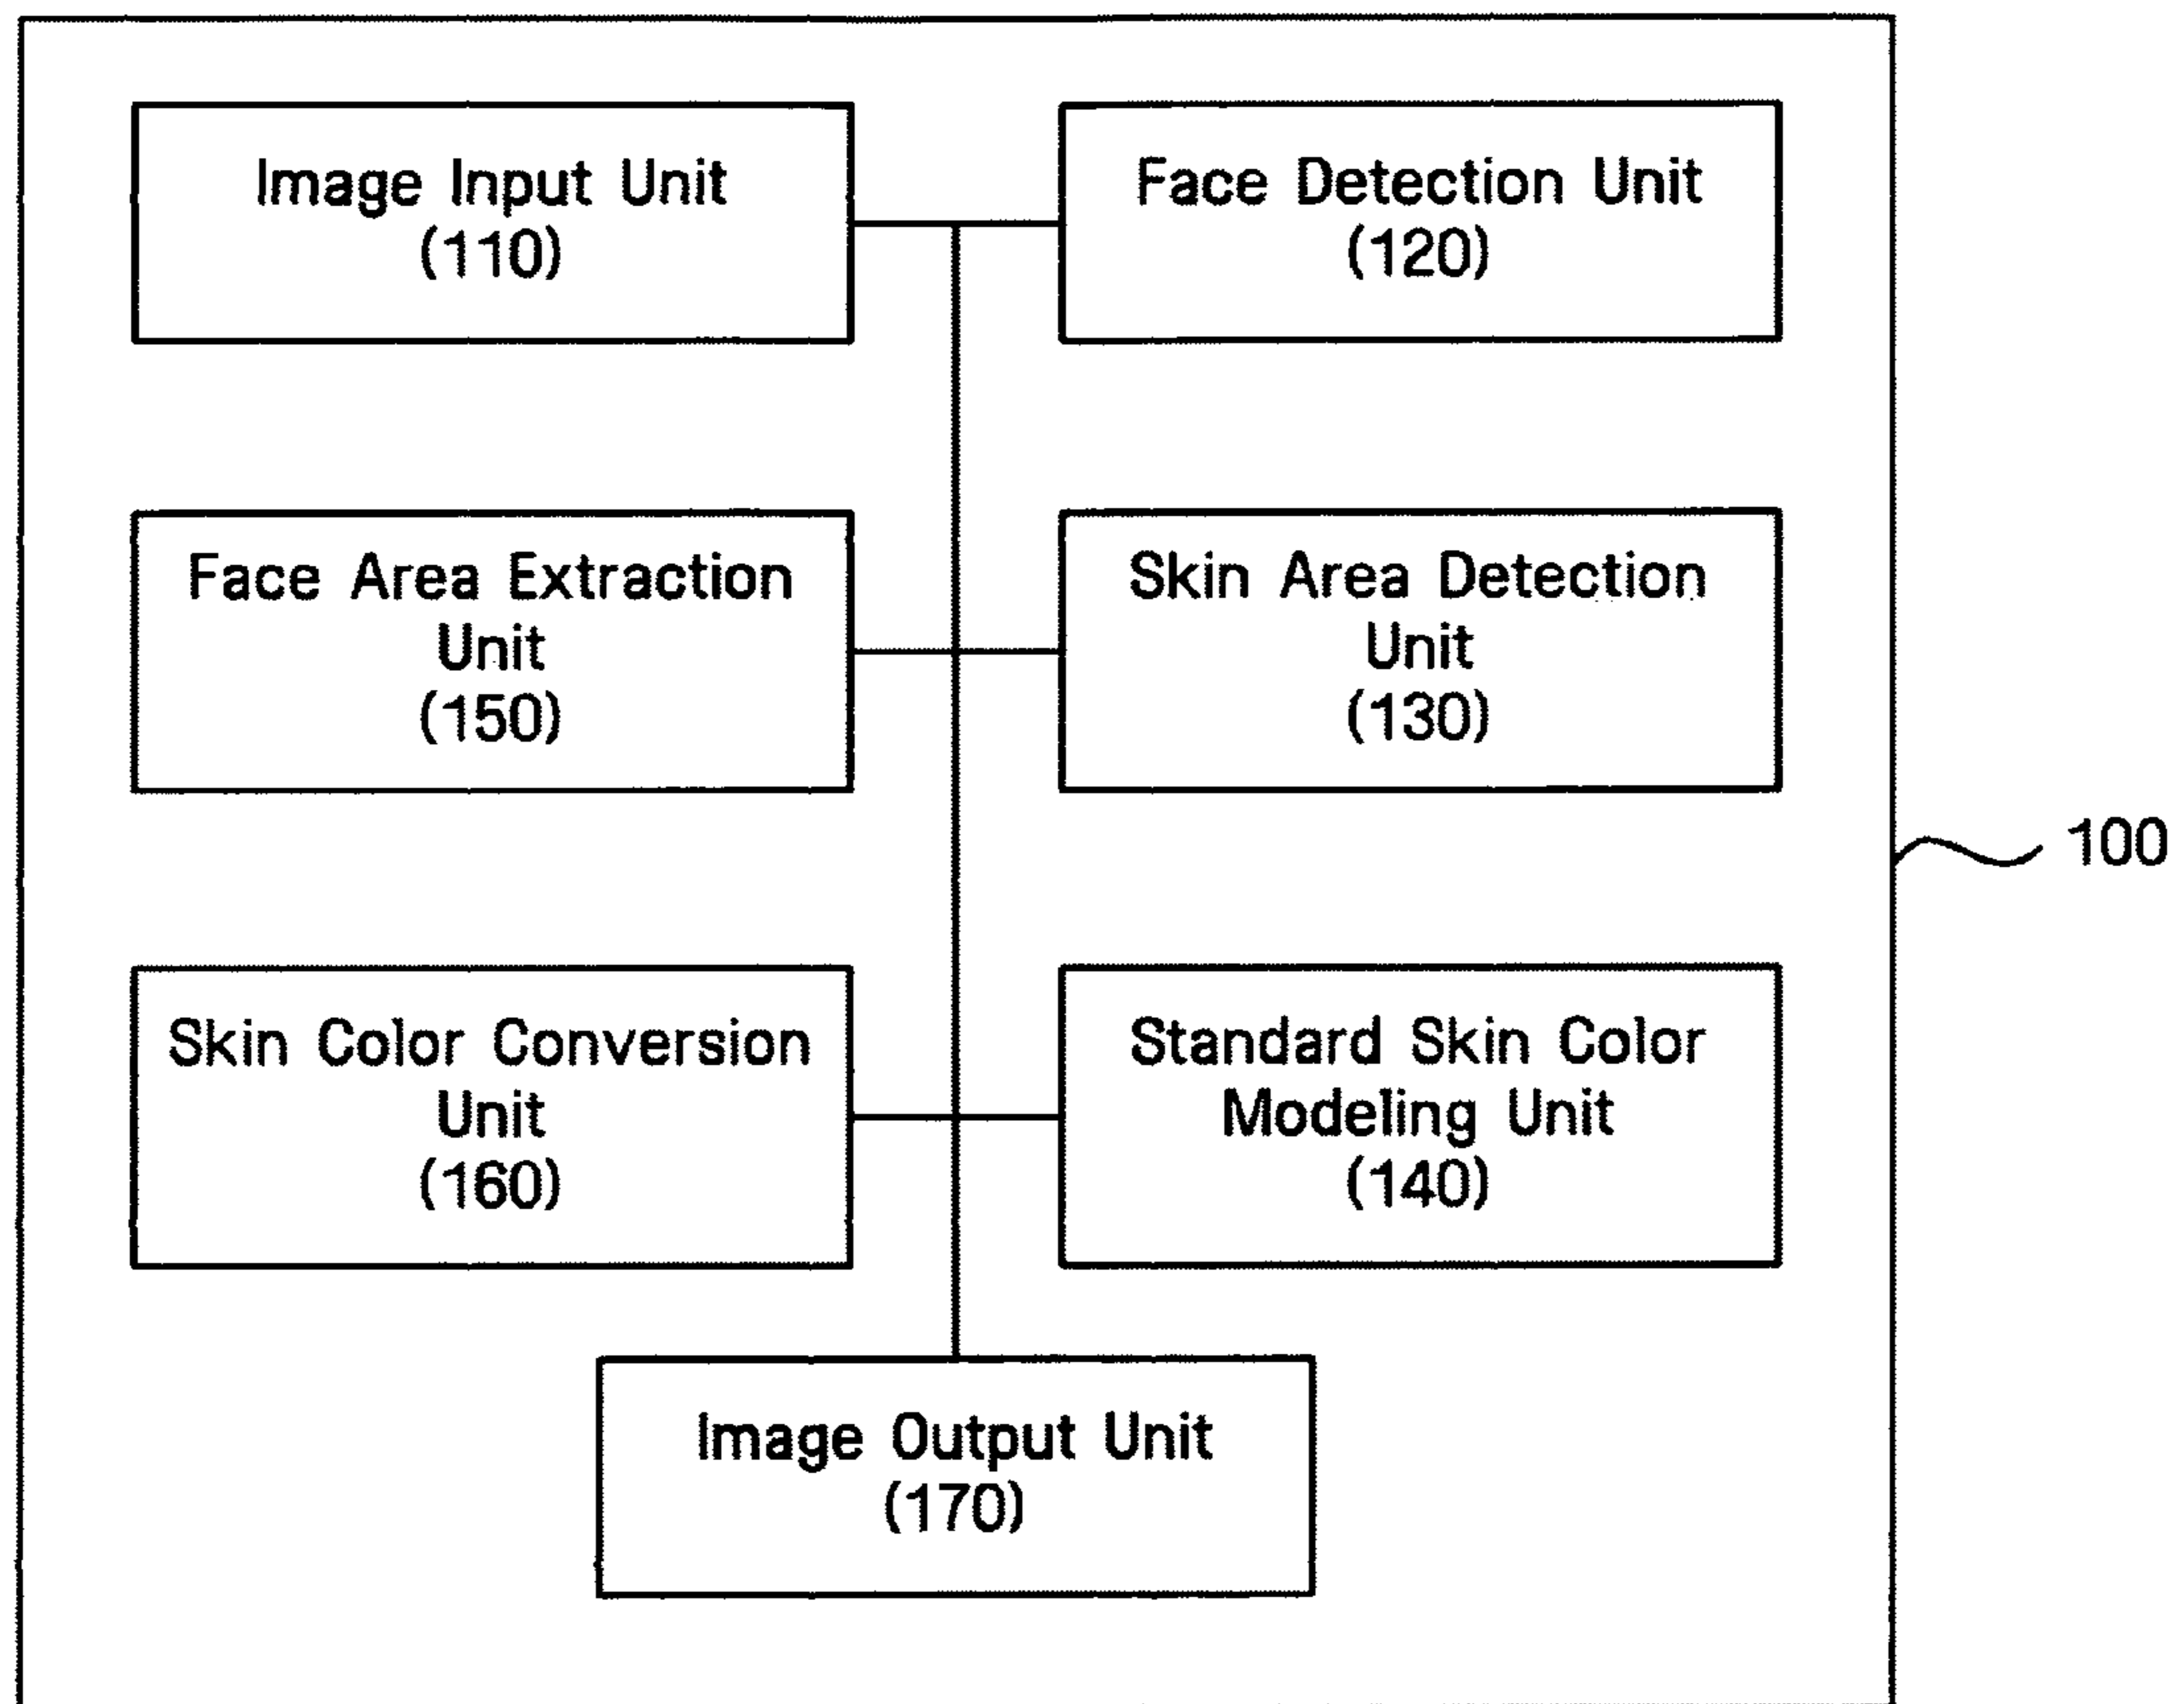 Image Input Unit
(110)
Face Detection Unit
(120)
Face Area Extraction
Unit
(150)
Skin Area Detection
Unit
(130)
100
Skin Color Conversion
Unit
(160)
Standard Skin Color
Modeling Unit
(140)
Image Output Unit
(170)